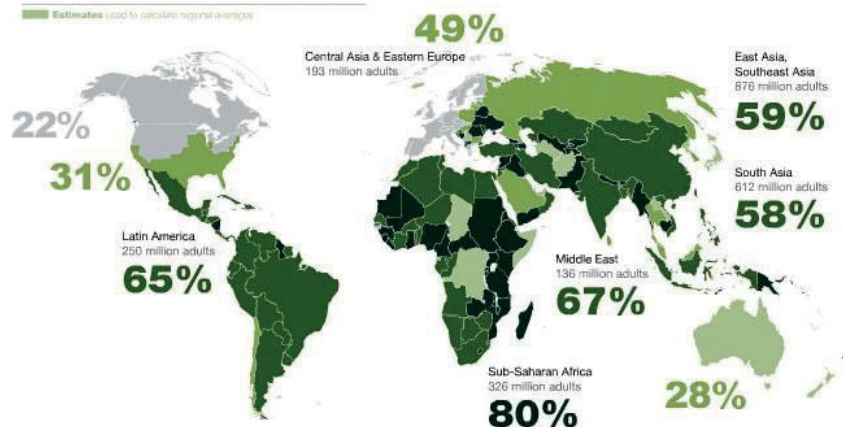 Estimates used to calculate regional averages
49%
Central Asia & Eastern Europe
193 million adults
East Asia,
Southeast Asia
876 million adults
59%
22%
31%
South Asia
612 million adults
58%
Latin America
250 million adults
65%
Middle East
136 million adults
67%
Sub-Saharan Africa
326 million adults
80%
28%